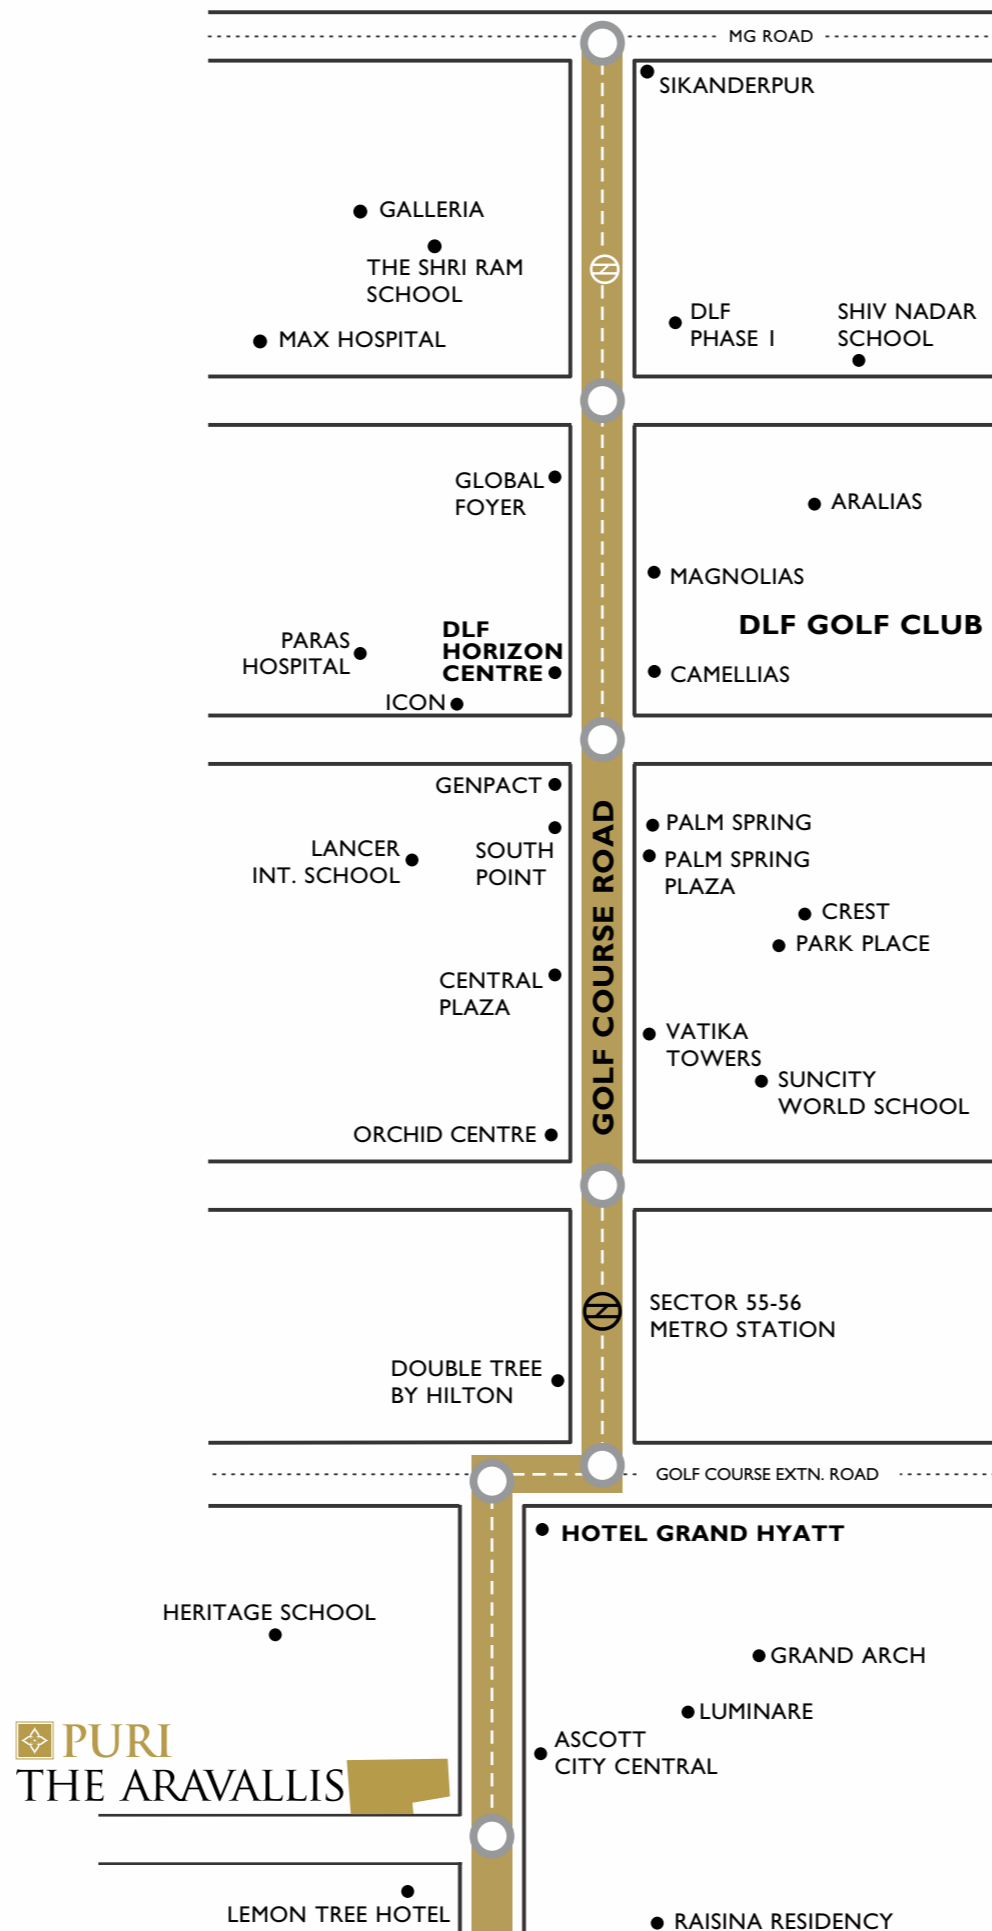 MG ROAD
SIKANDERPUR
GALLERIA
THE SHRI RAM
SCHOOL
MAX HOSPITAL
DLF
PHASE 1
SHIV NADAR
SCHOOL
GLOBAL
FOYER
ARALIAS
MAGNOLIAS
DLF GOLF CLUB
PARAS
HOSPITAL
DLF
HORIZON
CENTRE
CAMELLIAS
ICON
GENPACT
SOUTH
POINT
LANCER
INT. SCHOOL
GOLF COURSE ROAD
PALM SPRING
PALM SPRING
PLAZA
CREST
PARK PLACE
CENTRAL
PLAZA
VATIKA
TOWERS
SUNCITY
WORLD SCHOOL
ORCHID CENTRE
SECTOR 55-56
METRO STATION
DOUBLE TREE
BY HILTON
GOLF COURSE EXTN. ROAD
HOTEL GRAND HYATT
HERITAGE SCHOOL
GRAND ARCH
LUMINARE
ASCOTT
CITY CENTRAL
PURI
THE ARAVALLIS
LEMON TREE HOTEL
RAISINA RESIDENCY